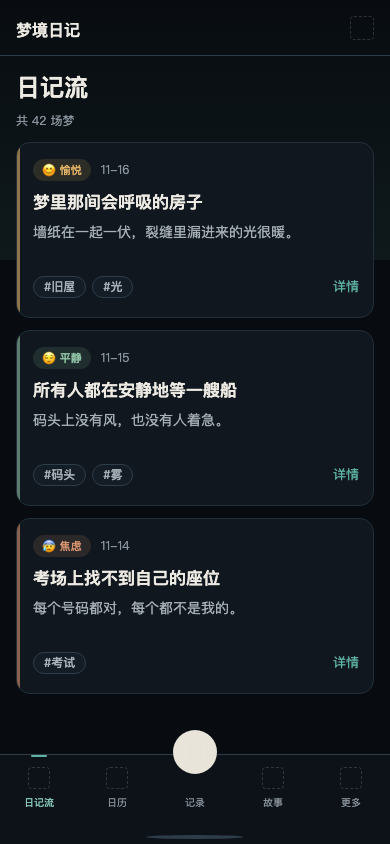 梦境日记
日记流
共 42 场梦
😊 愉悦 11–16
梦里那间会呼吸的房子
墙纸在一起一伏，裂缝里漏进来的光很暖。
#旧屋 #光 详情
😌 平静 11–15
所有人都在安静地等一艘船
码头上没有风，也没有人着急。
#码头 #雾 详情
😰 焦虑 11–14
考场上找不到自己的座位
每个号码都对，每个都不是我的。
#考试 详情
日记流 日历 记录 故事 更多